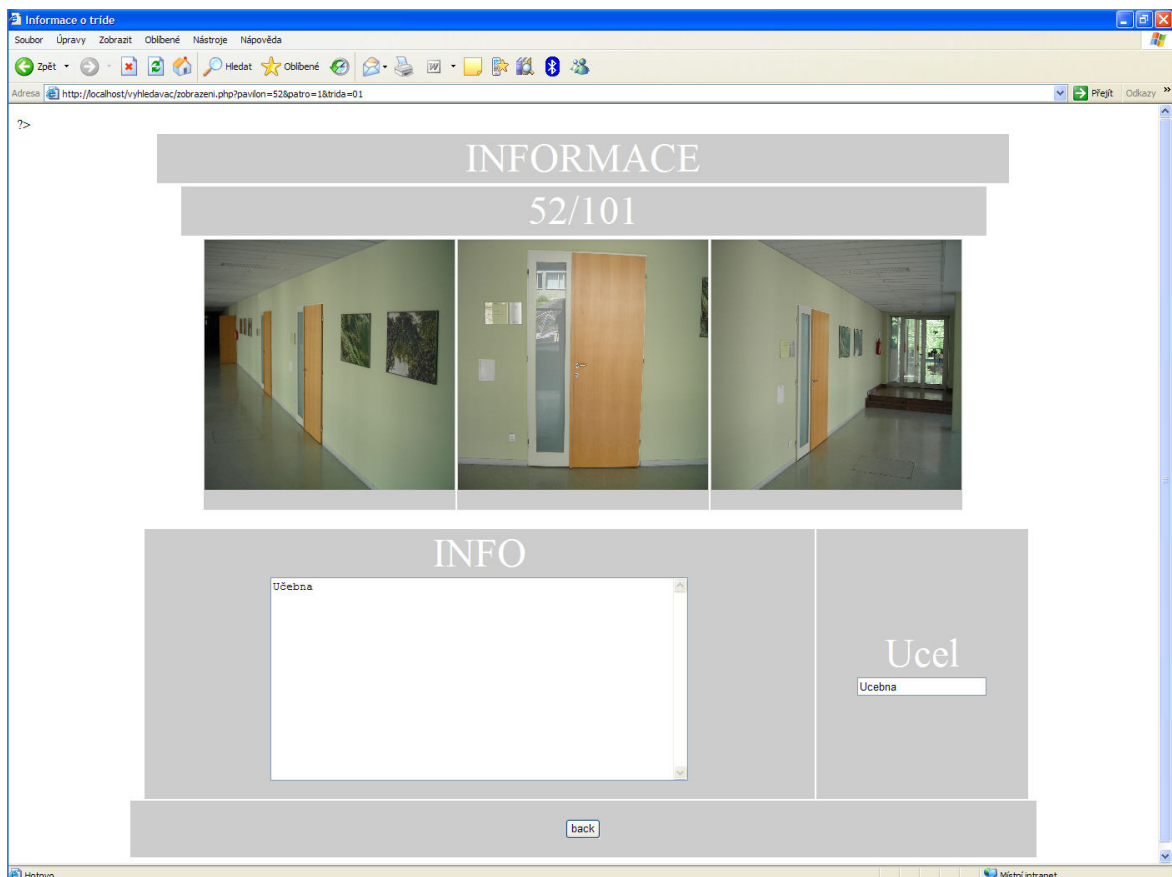 Informace o tride
Soubor Úpravy Zobrazit Oblíbené Nástroje Nápověda
Zpět Hledat Oblíbené
Adresa http://localhost/vyhledavac/zobrazeni.php?pavilon=52&patro=1&trida=01 Přejít Odkazy »
?>
INFORMACE
52/101
INFO
Učebna
Ucel
Ucebna
back
Hotovo Místní intranet